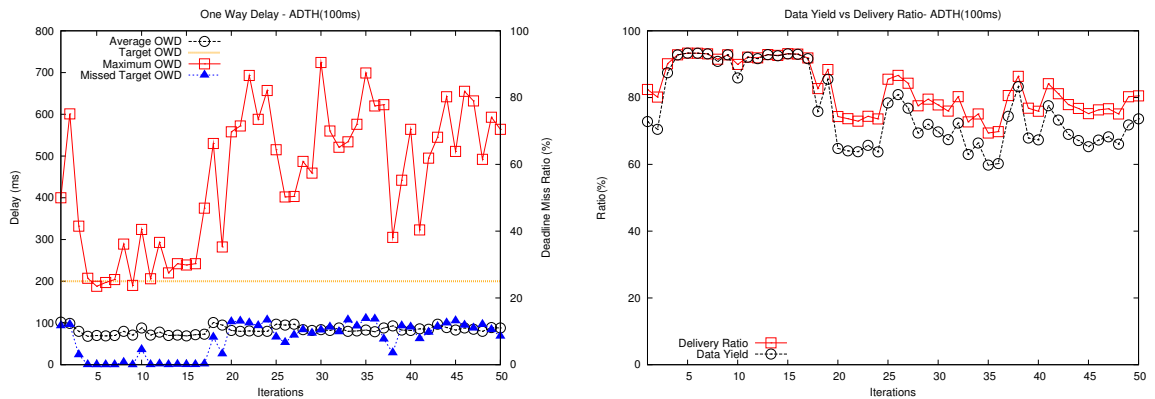 One Way Delay - ADTH(100ms)
Average OWD
Target OWD
Maximum OWD
Missed Target OWD
Delay (ms)
0
100
200
300
400
500
600
700
800
Deadline Miss Ratio (%)
0
20
40
60
80
100
5 10 15 20 25 30 35 40 45 50
Iterations
Data Yield vs Delivery Ratio- ADTH(100ms)
Ratio(%)
0
20
40
60
80
100
Delivery Ratio
Data Yield
5 10 15 20 25 30 35 40 45 50
Iterations